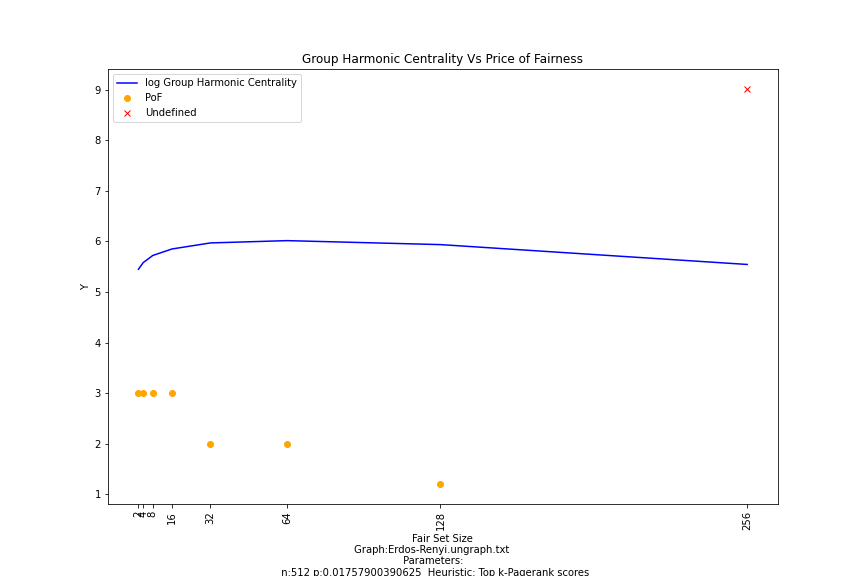 Group Harmonic Centrality Vs Price of Fairness
log Group Harmonic Centrality
PoF
Undefined
9
8
7
6
5
4
3
2
1
Y
2
4
8
16
32
64
128
256
Fair Set Size
Graph:Erdos-Renyi.ungraph.txt
Parameters:
n:512 p:0.01757900390625 Heuristic: Top k-Pagerank scores